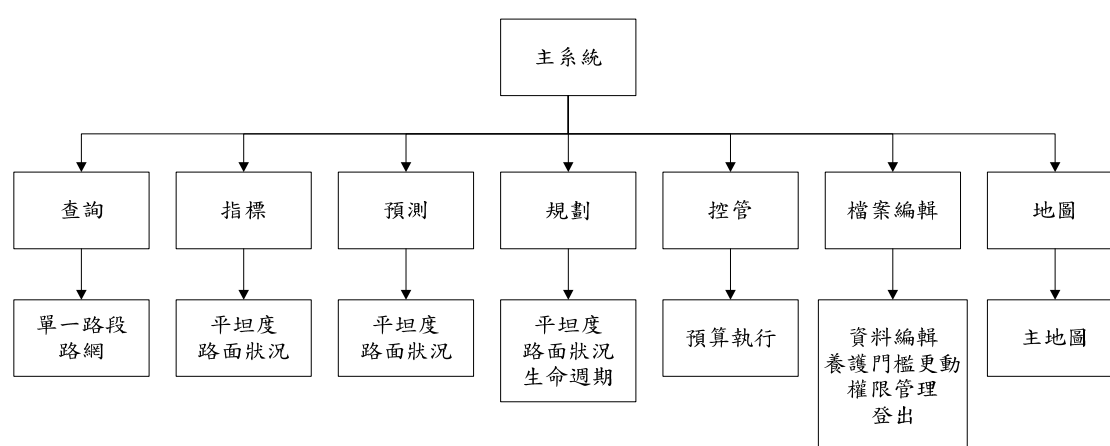 主系統
查詢
指標
預測
規劃
控管
檔案編輯
地圖
單一路段
路網
平坦度
路面狀況
平坦度
路面狀況
平坦度
路面狀況
生命週期
預算執行
資料編輯
養護門檻更動
權限管理
登出
主地圖